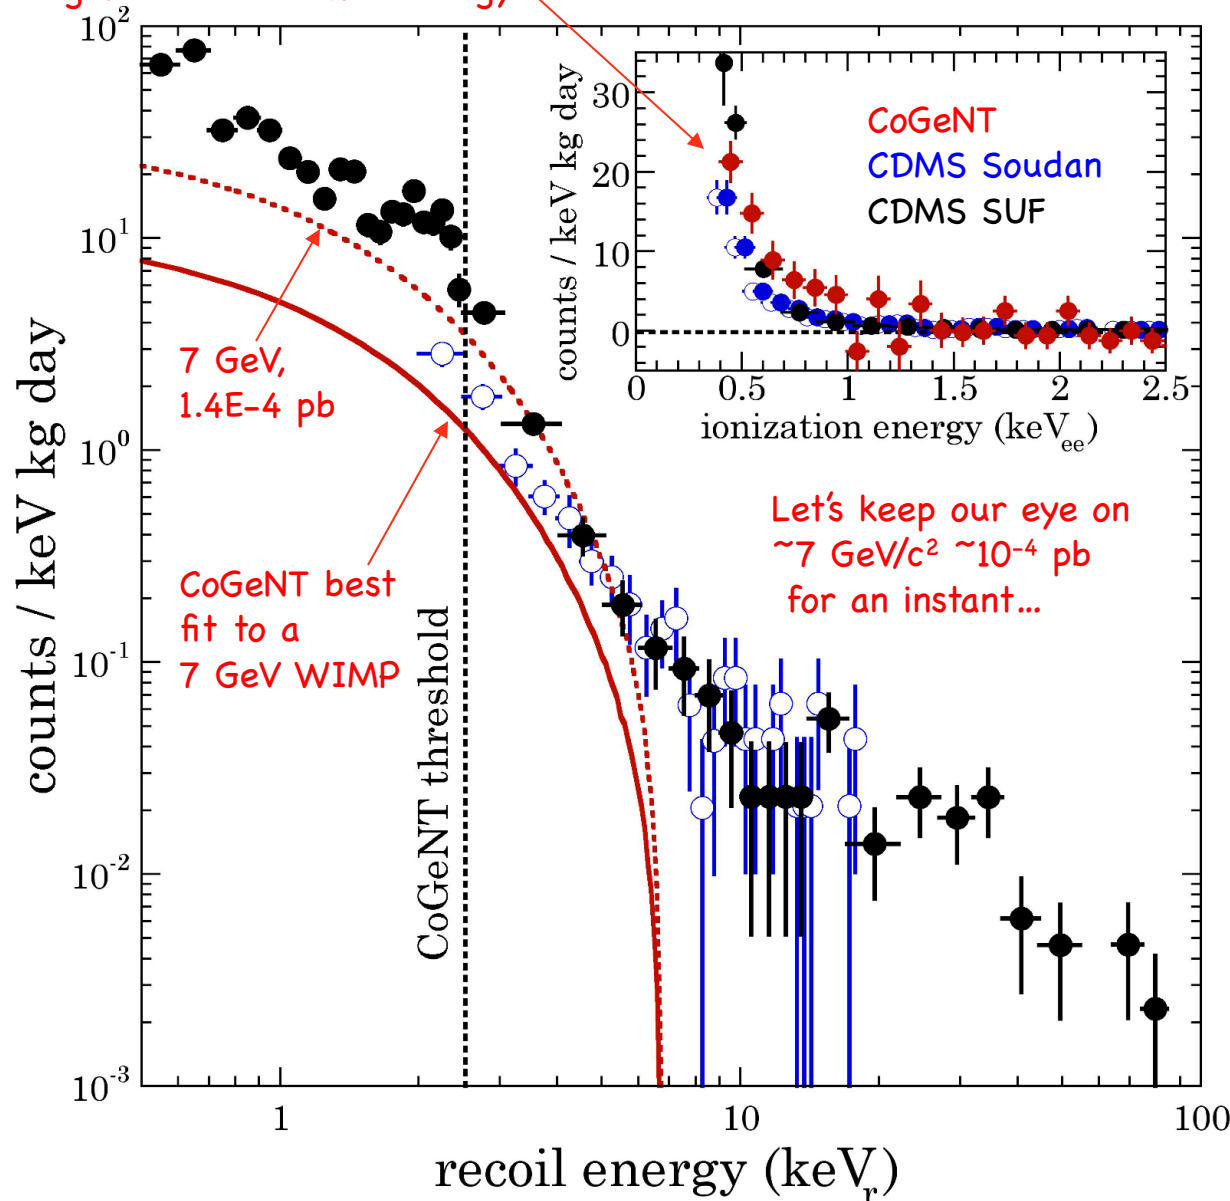 10²
counts / keV kg day
30
20
10
0
CoGeNT
CDMS Soudan
CDMS SUF
0
0.5
1
1.5
2
2.5
ionization energy (keVee)
10¹
7 GeV,
1.4E-4 pb
10⁰
Let's keep our eye on
~7 GeV/c² ~10⁻⁴ pb
for an instant...
CoGeNT best
fit to a
7 GeV WIMP
CoGeNT threshold
counts / keV kg day
10⁻¹
10⁻²
10⁻³
1
10
100
recoil energy (keVr)